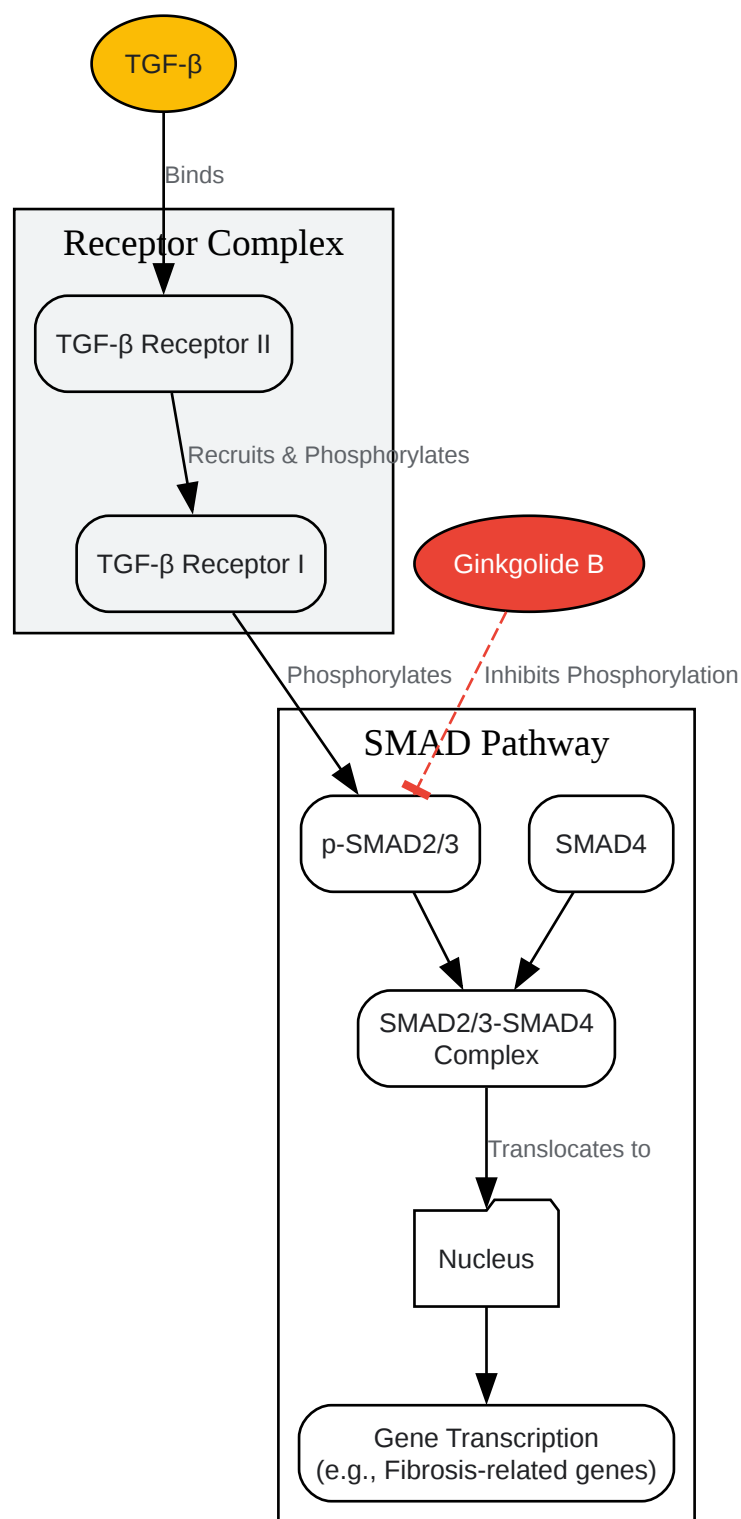 TGF-β
Binds
Receptor Complex
TGF-β Receptor II
Recruits & Phosphorylates
TGF-β Receptor I
Ginkgolide B
Phosphorylates
Inhibits Phosphorylation
SMAD Pathway
p-SMAD2/3
SMAD4
SMAD2/3-SMAD4
Complex
Translocates to
Nucleus
Gene Transcription
(e.g., Fibrosis-related genes)